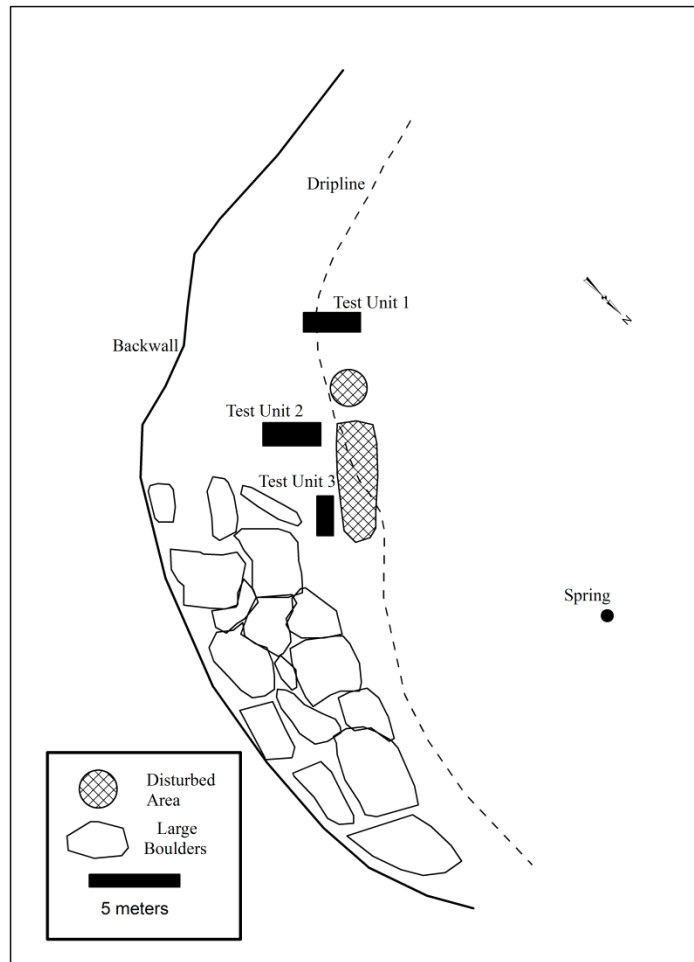 Dripline
Test Unit 1
Backwall
Test Unit 2
Test Unit 3
Spring
N
Disturbed
Area
Large
Boulders
5 meters